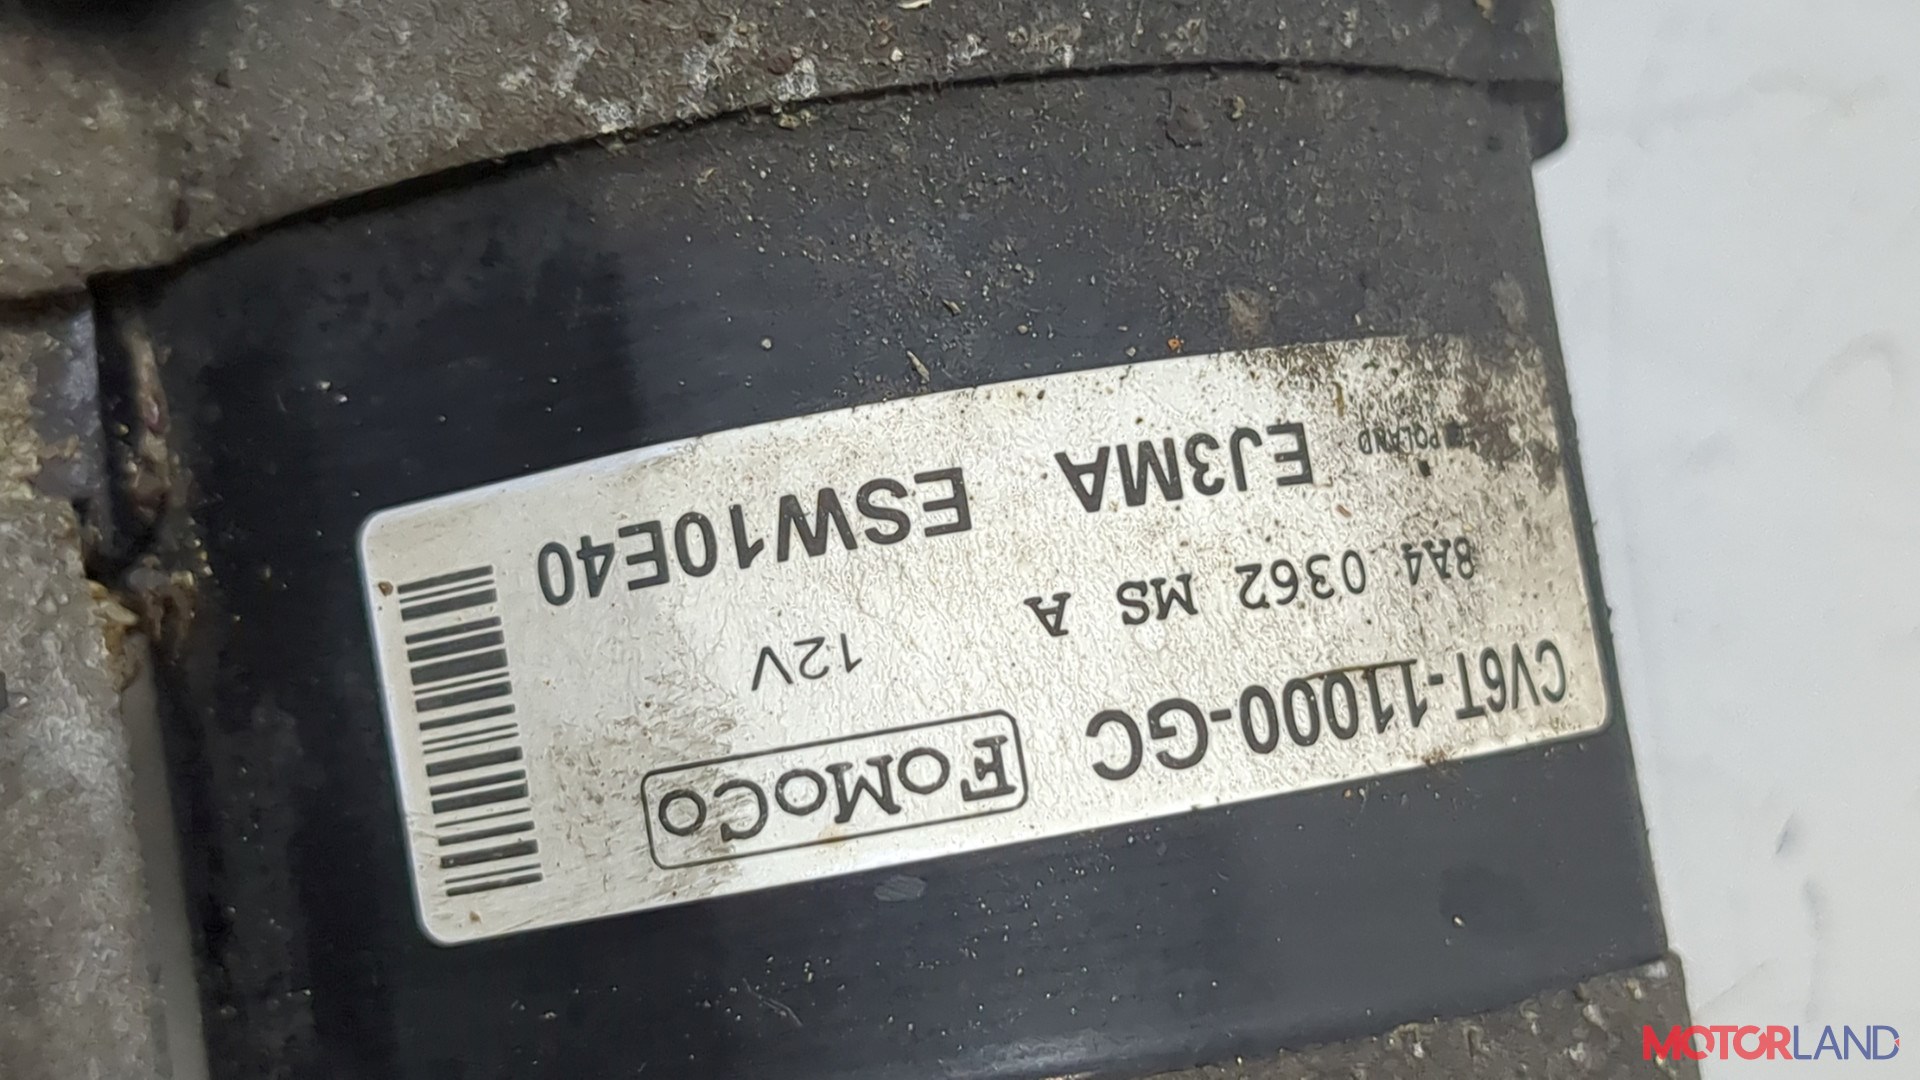 CV6T-11000-GC
FoMoCo
8A4 0362 MS A
12V
EJ3MA ESW10E40
POLAND
MOTORLAND